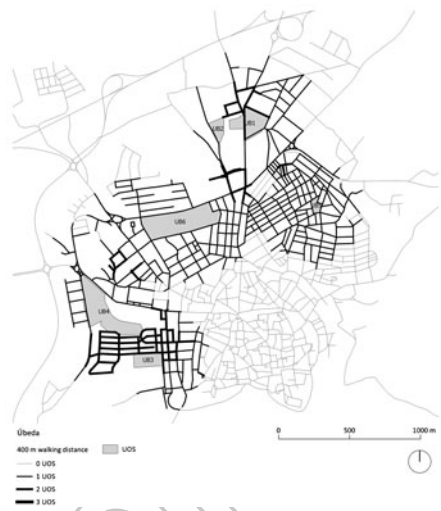 UB2
UB1
UB6
UB4
UB3
Úbeda
400 m walking distance
UOS
0 UOS
1 UOS
2 UOS
3 UOS
0
500
1000 m